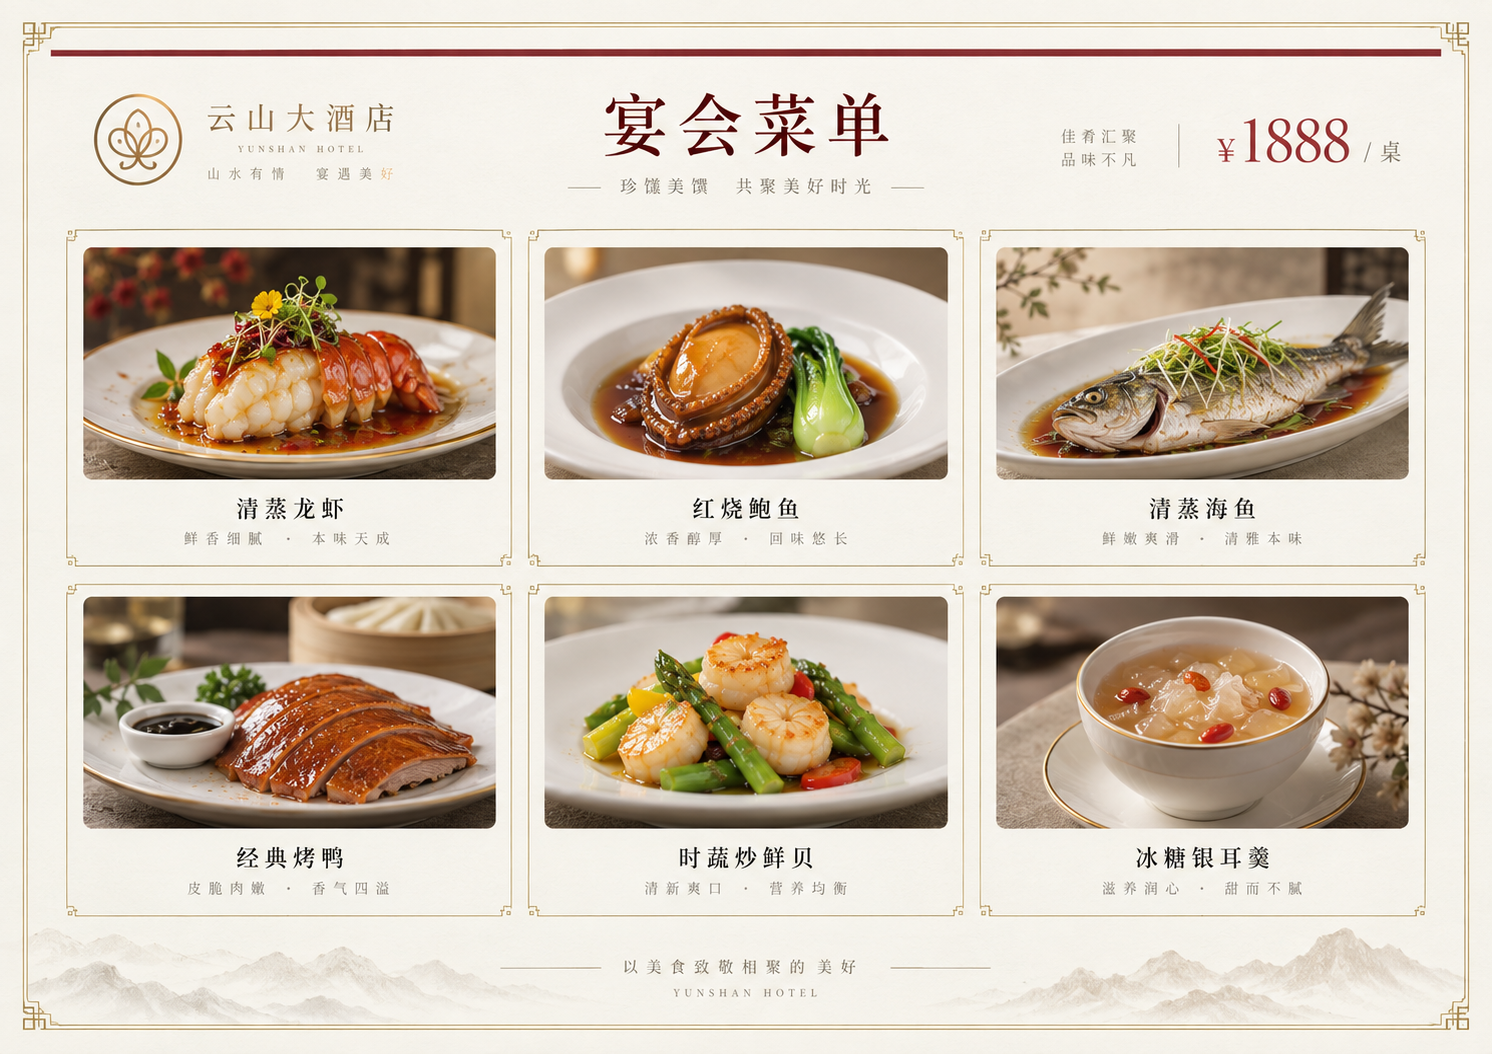 云山大酒店
YUNSHAN HOTEL
山水有情 宴遇美好
宴会菜单
珍馐美馔 共聚美好时光
佳肴汇聚
品味不凡
¥1888 / 桌
清蒸龙虾
鲜香细腻 · 本味天成
红烧鲍鱼
浓香醇厚 · 回味悠长
清蒸海鱼
鲜嫩爽滑 · 清雅本味
经典烤鸭
皮脆肉嫩 · 香气四溢
时蔬炒鲜贝
清新爽口 · 营养均衡
冰糖银耳羹
滋养润心 · 甜而不腻
以美食致敬相聚的美好
YUNSHAN HOTEL